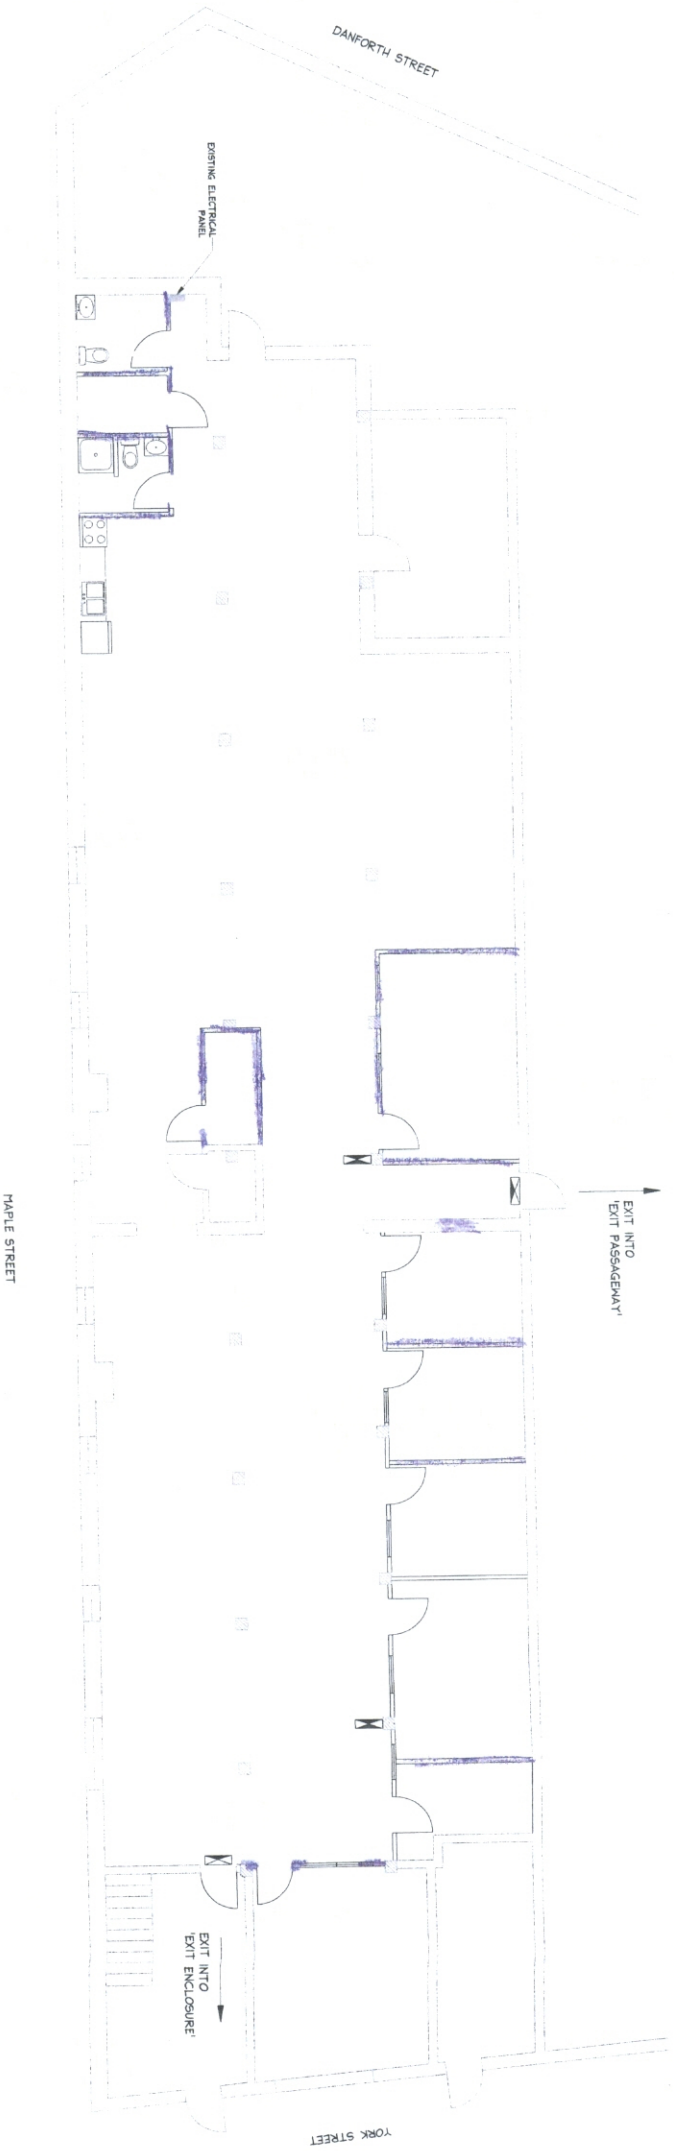 DANFORTH STREET
EXISTING ELECTRICAL
PANEL
EXIT INTO
'EXIT PASSAGEWAY'
MAPLE STREET
EXIT INTO
'EXIT ENCLOSURE'
YORK STREET